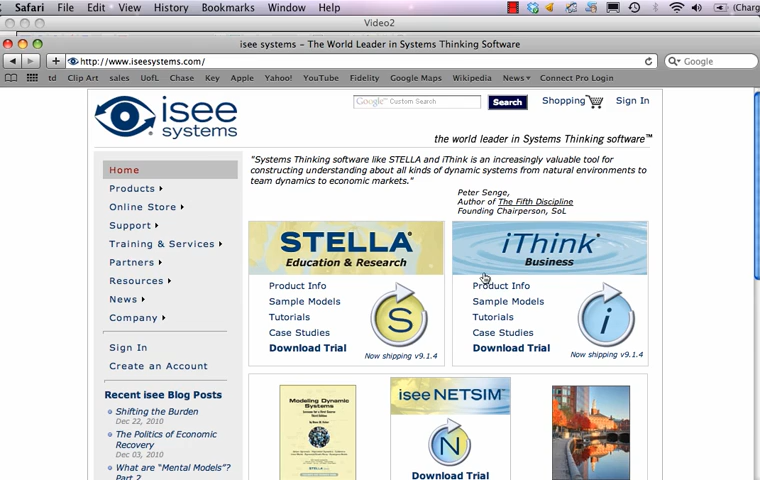 Safari File Edit View History Bookmarks Window Help (Charg
Video2
isee systems – The World Leader in Systems Thinking Software
http://www.iseesystems.com/
Google
td Clip Art sales UofL Chase Key Apple Yahoo! YouTube Fidelity Google Maps Wikipedia News Connect Pro Login
isee
systems
Google™ Custom Search Search Shopping Sign In
the world leader in Systems Thinking software™
"Systems Thinking software like STELLA and iThink is an increasingly valuable tool for
constructing understanding about all kinds of dynamic systems from natural environments to
team dynamics to economic markets."
Peter Senge,
Author of The Fifth Discipline
Founding Chairperson, SoL
Home
Products
Online Store
Support
Training & Services
Partners
Resources
News
Company
Sign In
Create an Account
Recent isee Blog Posts
Shifting the Burden
Dec 22, 2010
The Politics of Economic
Recovery
Dec 03, 2010
What are “Mental Models”?
Part 2
STELLA®
Education & Research
Product Info
Sample Models
Tutorials
Case Studies
Download Trial
S
Now shipping v9.1.4
iThink®
Business
Product Info
Sample Models
Tutorials
Case Studies
Download Trial
i
Now shipping v9.1.4
Modeling Dynamic
Systems
STELLA
isee NETSIM
N
Download Trial